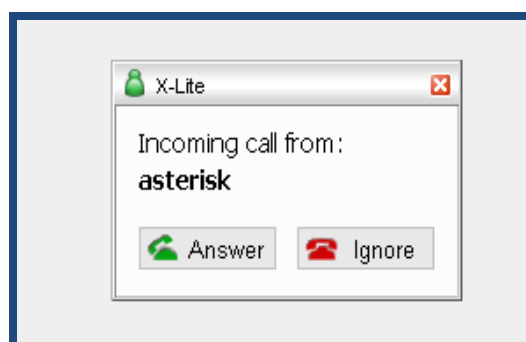 X-Lite
Incoming call from:
asterisk
Answer
Ignore